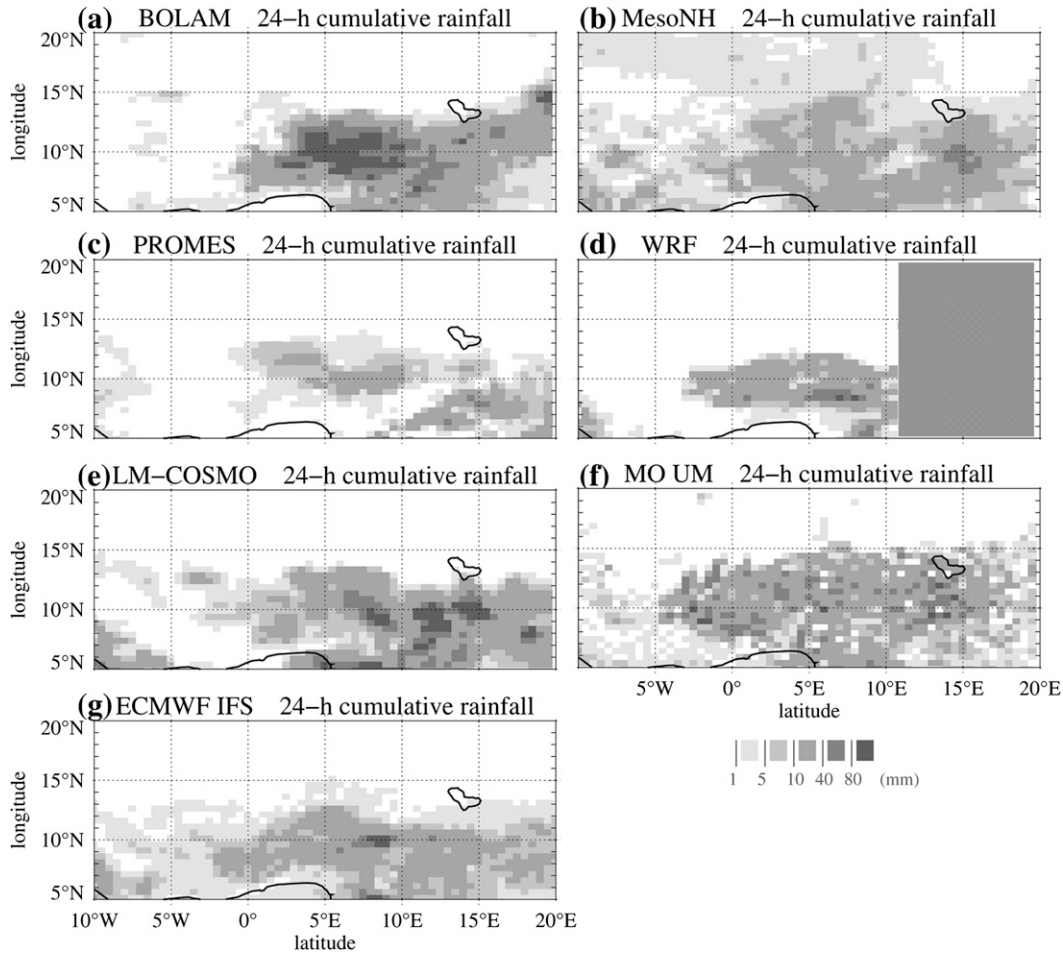 (a) BOLAM 24-h cumulative rainfall
(b) MesoNH 24-h cumulative rainfall
20°N
15°N
10°N
5°N
longitude
(c) PROMES 24-h cumulative rainfall
(d) WRF 24-h cumulative rainfall
20°N
15°N
10°N
5°N
longitude
(e) LM-COSMO 24-h cumulative rainfall
(f) MO UM 24-h cumulative rainfall
20°N
15°N
10°N
5°N
longitude
5°W 0° 5°E 10°E 15°E 20°E
latitude
(g) ECMWF IFS 24-h cumulative rainfall
20°N
15°N
10°N
5°N
longitude
10°W 5°W 0° 5°E 10°E 15°E 20°E
latitude
1 5 10 40 80 (mm)